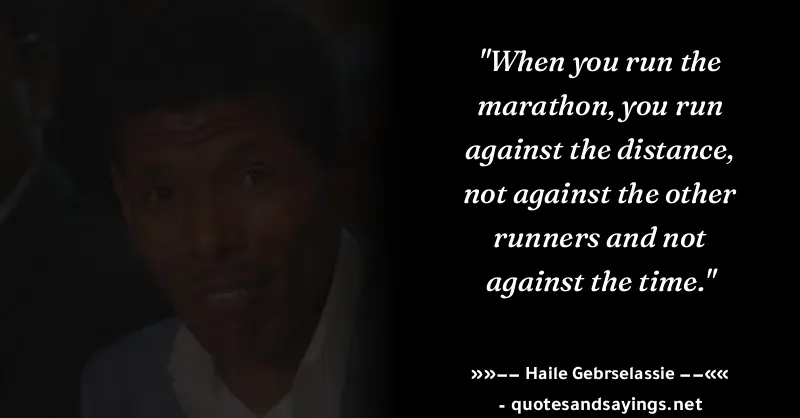 "When you run the
marathon, you run
against the distance,
not against the other
runners and not
against the time."
»»–– Haile Gebrselassie ––««
- quotesandsayings.net